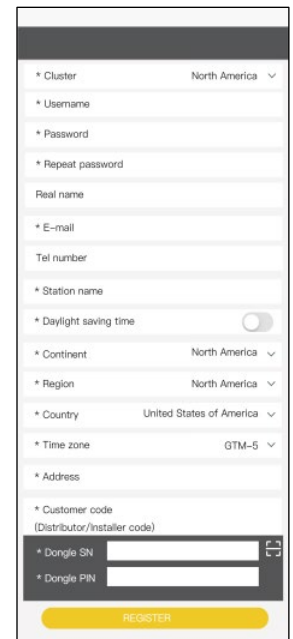 * Cluster North America
* Username
* Password
* Repeat password
Real name
* E-mail
Tel number
* Station name
* Daylight saving time
* Continent North America
* Region North America
* Country United States of America
* Time zone GTM-5
* Address
* Customer code
(Distributor/Installer code)
* Dongle SN
* Dongle PIN
REGISTER